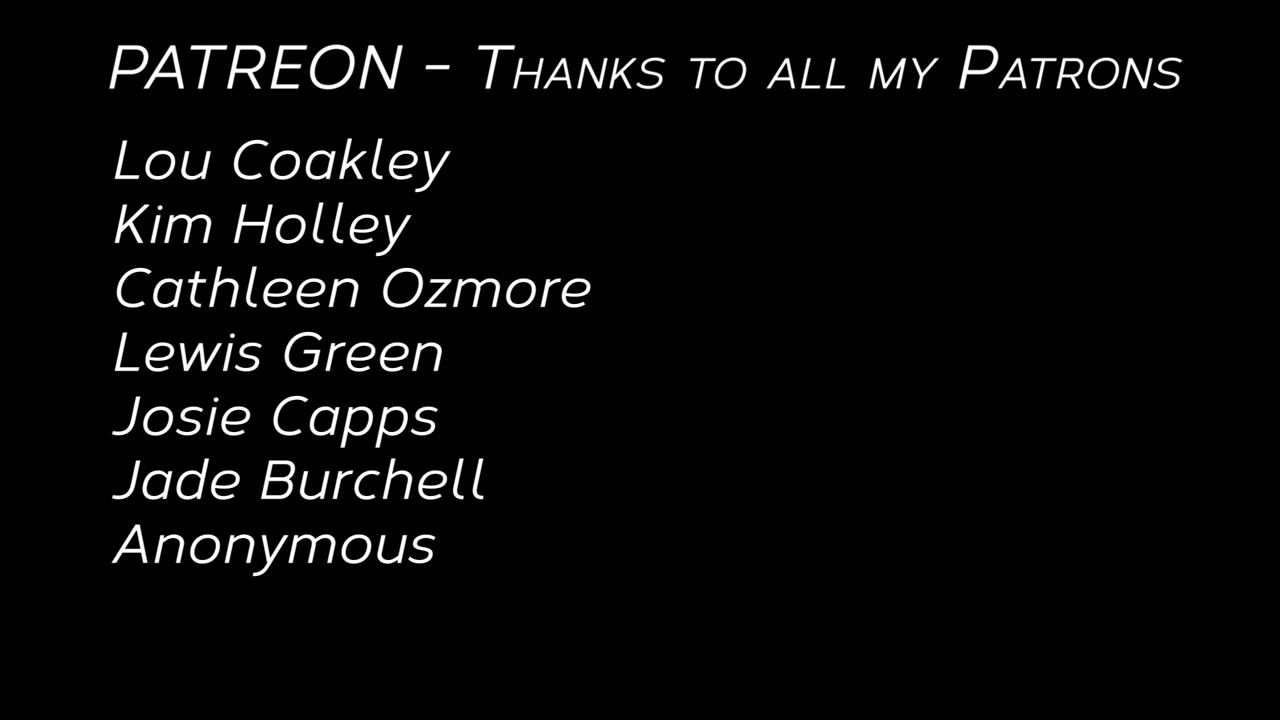 PATREON - Thanks to all my Patrons
Lou Coakley
Kim Holley
Cathleen Ozmore
Lewis Green
Josie Capps
Jade Burchell
Anonymous